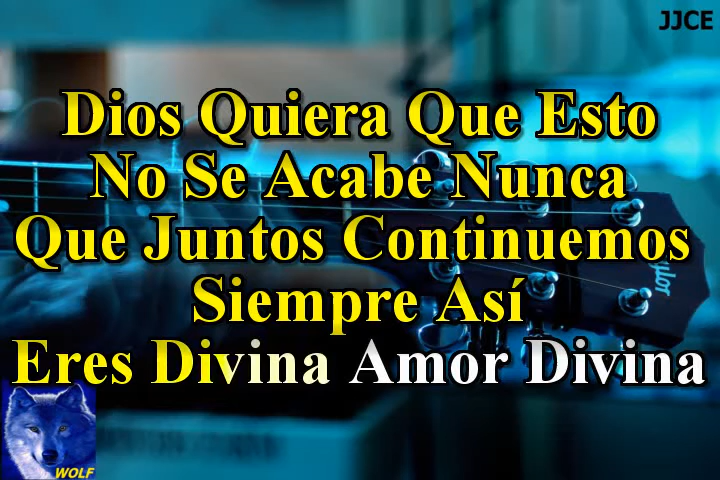 JJCE
Dios Quiera Que Esto
No Se Acabe Nunca
Que Juntos Continuemos
Siempre Así
Eres Divina Amor Divina
Taylor
WOLF